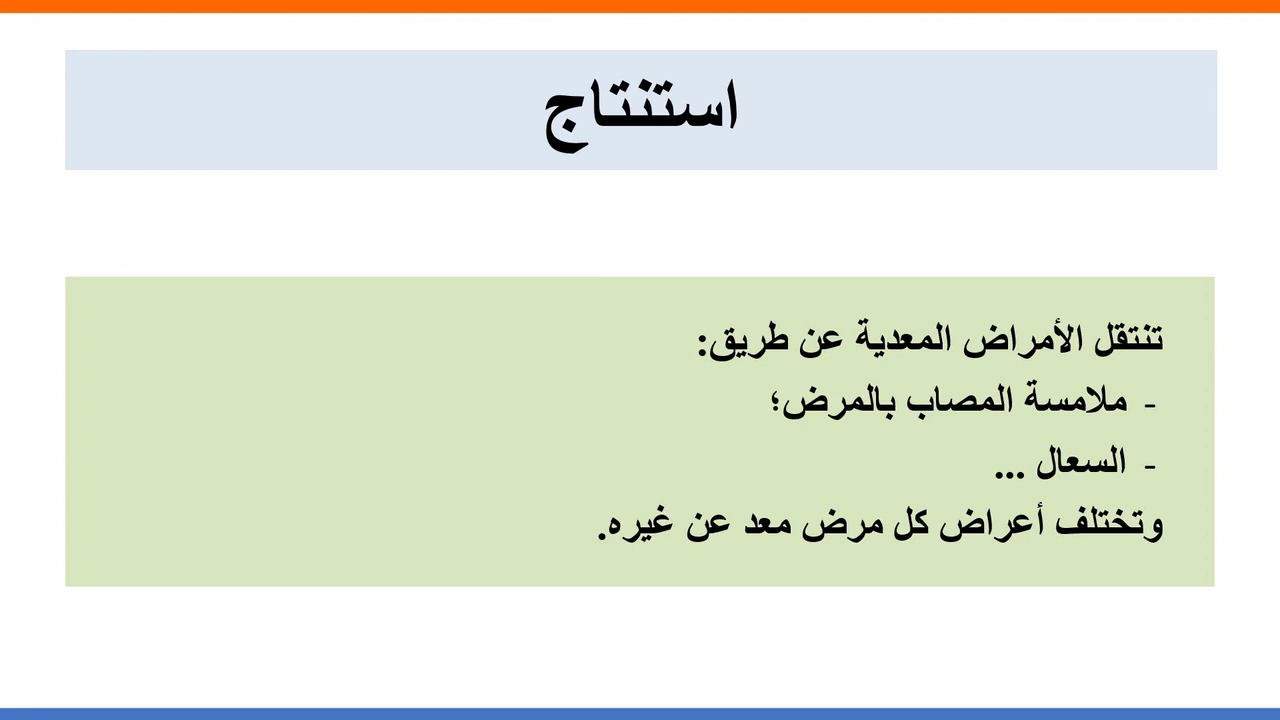 استنتاج
تنتقل الأمراض المعدية عن طريق:
- ملامسة المصاب بالمرض؛
- السعال ...
وتختلف أعراض كل مرض معد عن غيره.